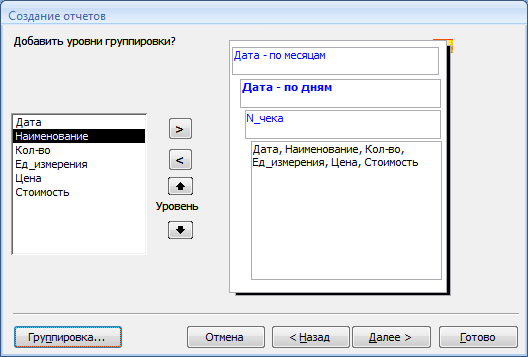 Создание отчетов
Добавить уровни группировки?
Дата
Наименование
Кол-во
Ед_измерения
Цена
Стоимость
>
<
Уровень
Дата - по месяцам
Дата - по дням
N_чека
Дата, Наименование, Кол-во,
Ед_измерения, Цена, Стоимость
Группировка...
Отмена
< Назад
Далее >
Готово